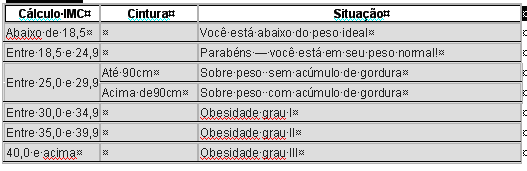 Cálculo IMC Cintura Situação
Abaixo de 18,5 Você está abaixo do peso ideal
Entre 18,5 e 24,9 Parabéns — você está em seu peso normal!
Entre 25,0 e 29,9 Até 90cm Sobre peso sem acúmulo de gordura
Acima de90cm Sobre peso com acúmulo de gordura
Entre 30,0 e 34,9 Obesidade grau I
Entre 35,0 e 39,9 Obesidade grau II
40,0 e acima Obesidade grau III